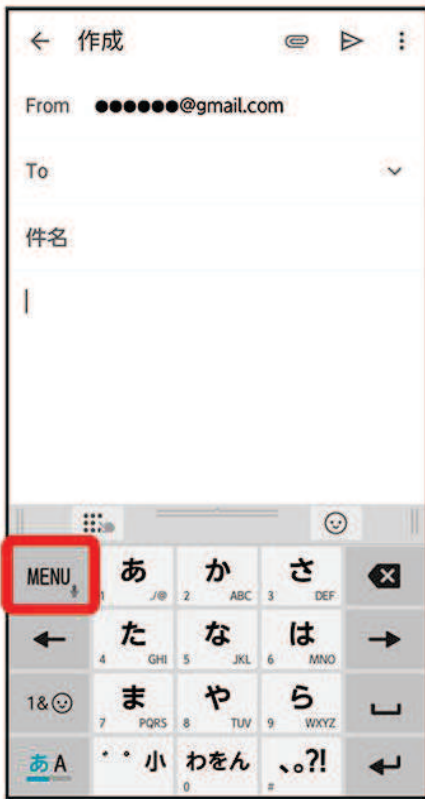 作成
From ●●●●●●@gmail.com
To
件名
MENU あ か さ
1 ./@ 2 ABC 3 DEF
た な は
4 GHI 5 JKL 6 MNO
1& ま や ら
7 PQRS 8 TUV 9 WXYZ
あA ゛゜小 わをん 、。?!
0 #